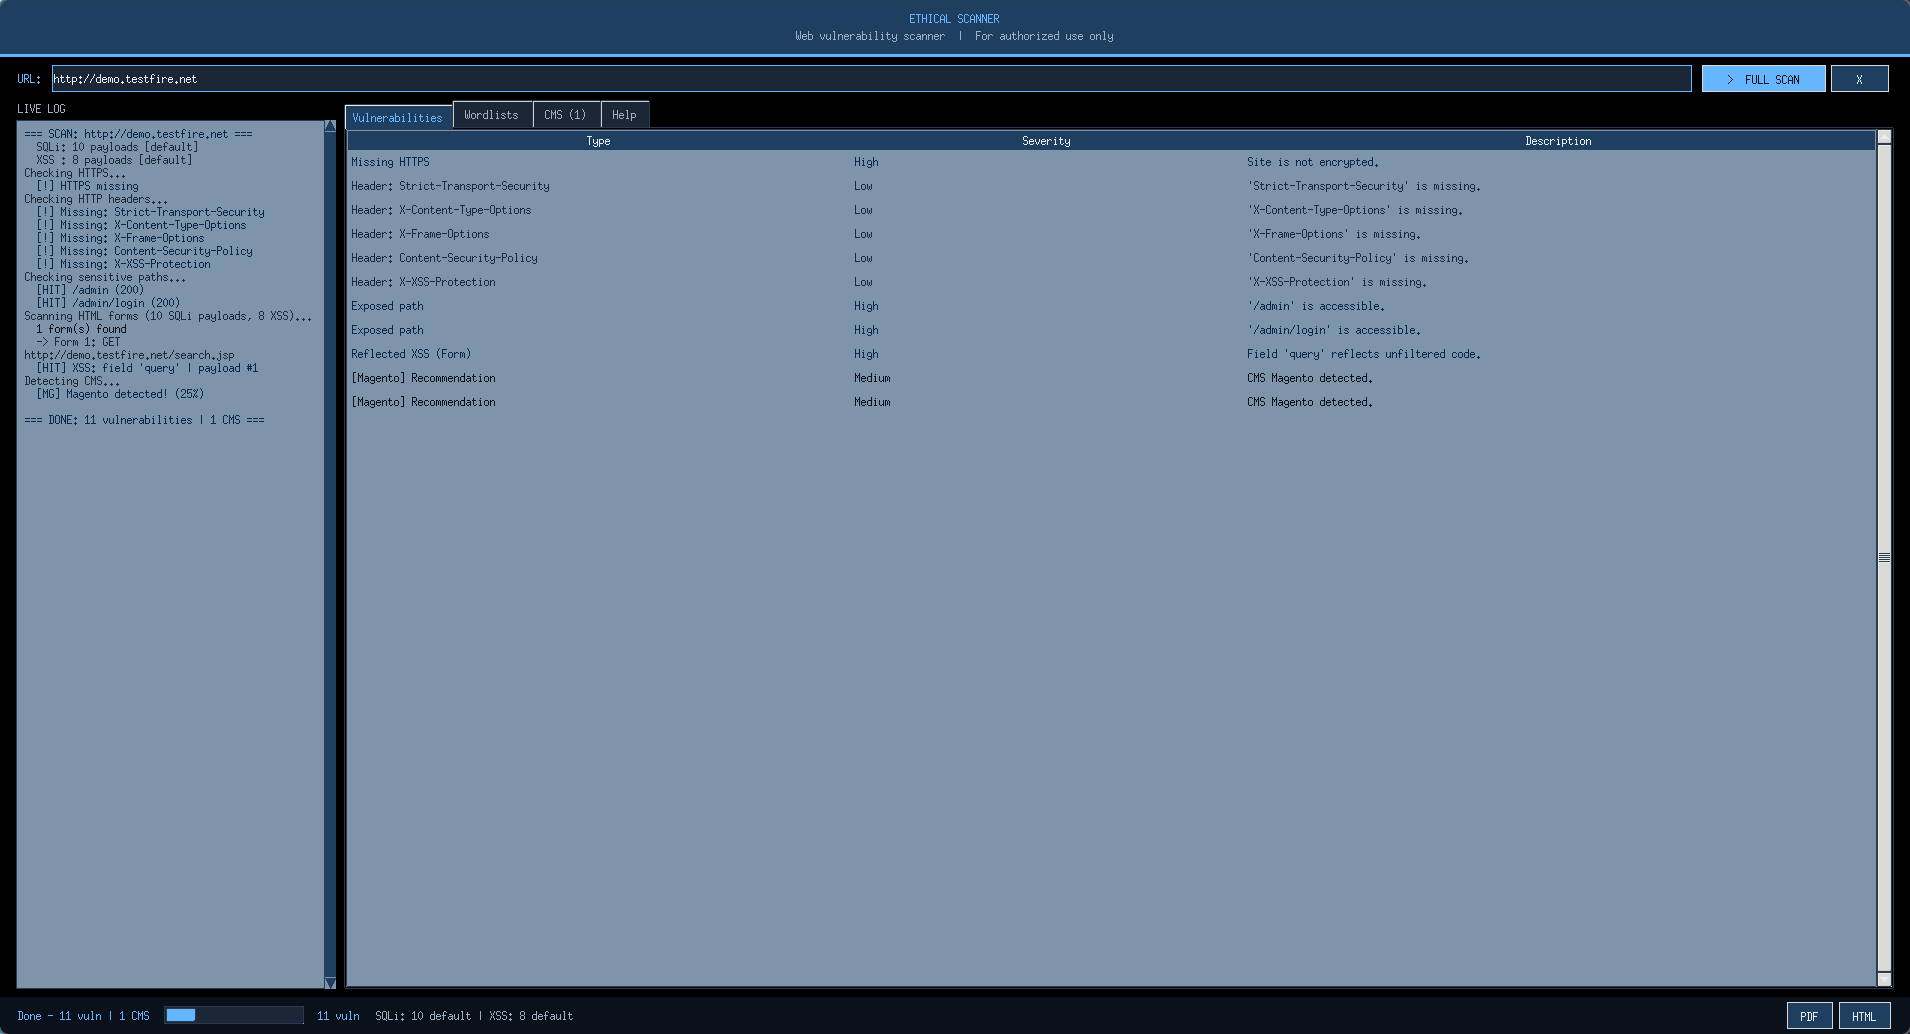 ETHICAL SCANNER
Web vulnerability scanner | For authorized use only
URL: http://demo.testfire.net > FULL SCAN X
LIVE LOG
=== SCAN: http://demo.testfire.net ===
SQLi: 10 payloads [default]
XSS : 8 payloads [default]
Checking HTTPS...
[!] HTTPS missing
Checking HTTP headers...
[!] Missing: Strict-Transport-Security
[!] Missing: X-Content-Type-Options
[!] Missing: X-Frame-Options
[!] Missing: Content-Security-Policy
[!] Missing: X-XSS-Protection
Checking sensitive paths...
[HIT] /admin (200)
[HIT] /admin/login (200)
Scanning HTML forms (10 SQLi payloads, 8 XSS)...
1 form(s) found
-> Form 1: GET
http://demo.testfire.net/search.jsp
[HIT] XSS: field 'query' | payload #1
Detecting CMS...
[MG] Magento detected! (25%)
=== DONE: 11 vulnerabilities | 1 CMS ===
Vulnerabilities Wordlists CMS (1) Help
Type Severity Description
Missing HTTPS High Site is not encrypted.
Header: Strict-Transport-Security Low 'Strict-Transport-Security' is missing.
Header: X-Content-Type-Options Low 'X-Content-Type-Options' is missing.
Header: X-Frame-Options Low 'X-Frame-Options' is missing.
Header: Content-Security-Policy Low 'Content-Security-Policy' is missing.
Header: X-XSS-Protection Low 'X-XSS-Protection' is missing.
Exposed path High '/admin' is accessible.
Exposed path High '/admin/login' is accessible.
Reflected XSS (Form) High Field 'query' reflects unfiltered code.
[Magento] Recommendation Medium CMS Magento detected.
[Magento] Recommendation Medium CMS Magento detected.
Done - 11 vuln | 1 CMS 11 vuln SQLi: 10 default | XSS: 8 default PDF HTML